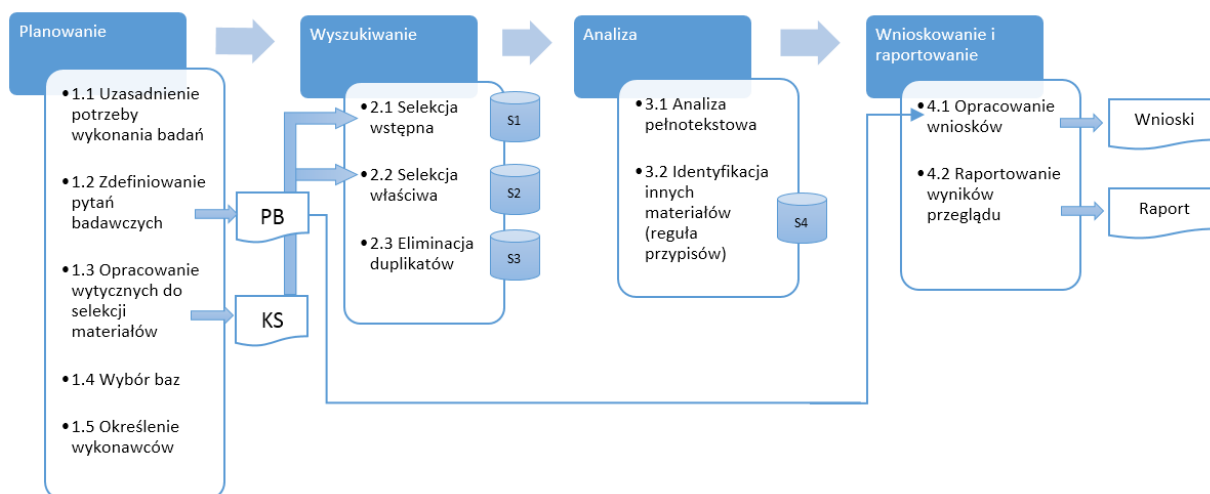 Planowanie
•1.1 Uzasadnienie
potrzeby
wykonania badań
•1.2 Zdefiniowanie
pytań
badawczych
•1.3 Opracowanie
wytycznych do
selekcji
materiałów
•1.4 Wybór baz
•1.5 Określenie
wykonawców
PB
KS
Wyszukiwanie
•2.1 Selekcja
wstępna
•2.2 Selekcja
właściwa
•2.3 Eliminacja
duplikatów
S1
S2
S3
Analiza
•3.1 Analiza
pełnotekstowa
•3.2 Identyfikacja
innych
materiałów
(reguła
przypisów)
S4
Wnioskowanie i
raportowanie
•4.1 Opracowanie
wniosków
•4.2 Raportowanie
wyników
przeglądu
Wnioski
Raport